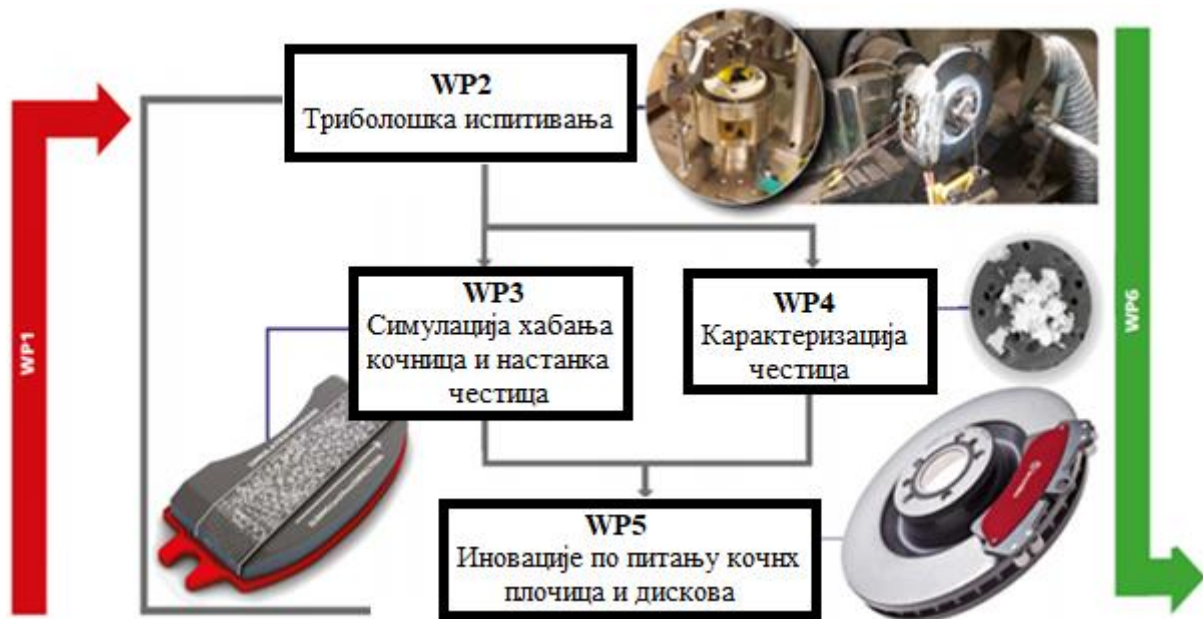 WP1
WP2
Триболошка испитивања
WP3
Симулација хабања
кочница и настанка
честица
WP4
Карактеризација
честица
WP5
Иновације по питању кочнх
плочица и дискова
WP6